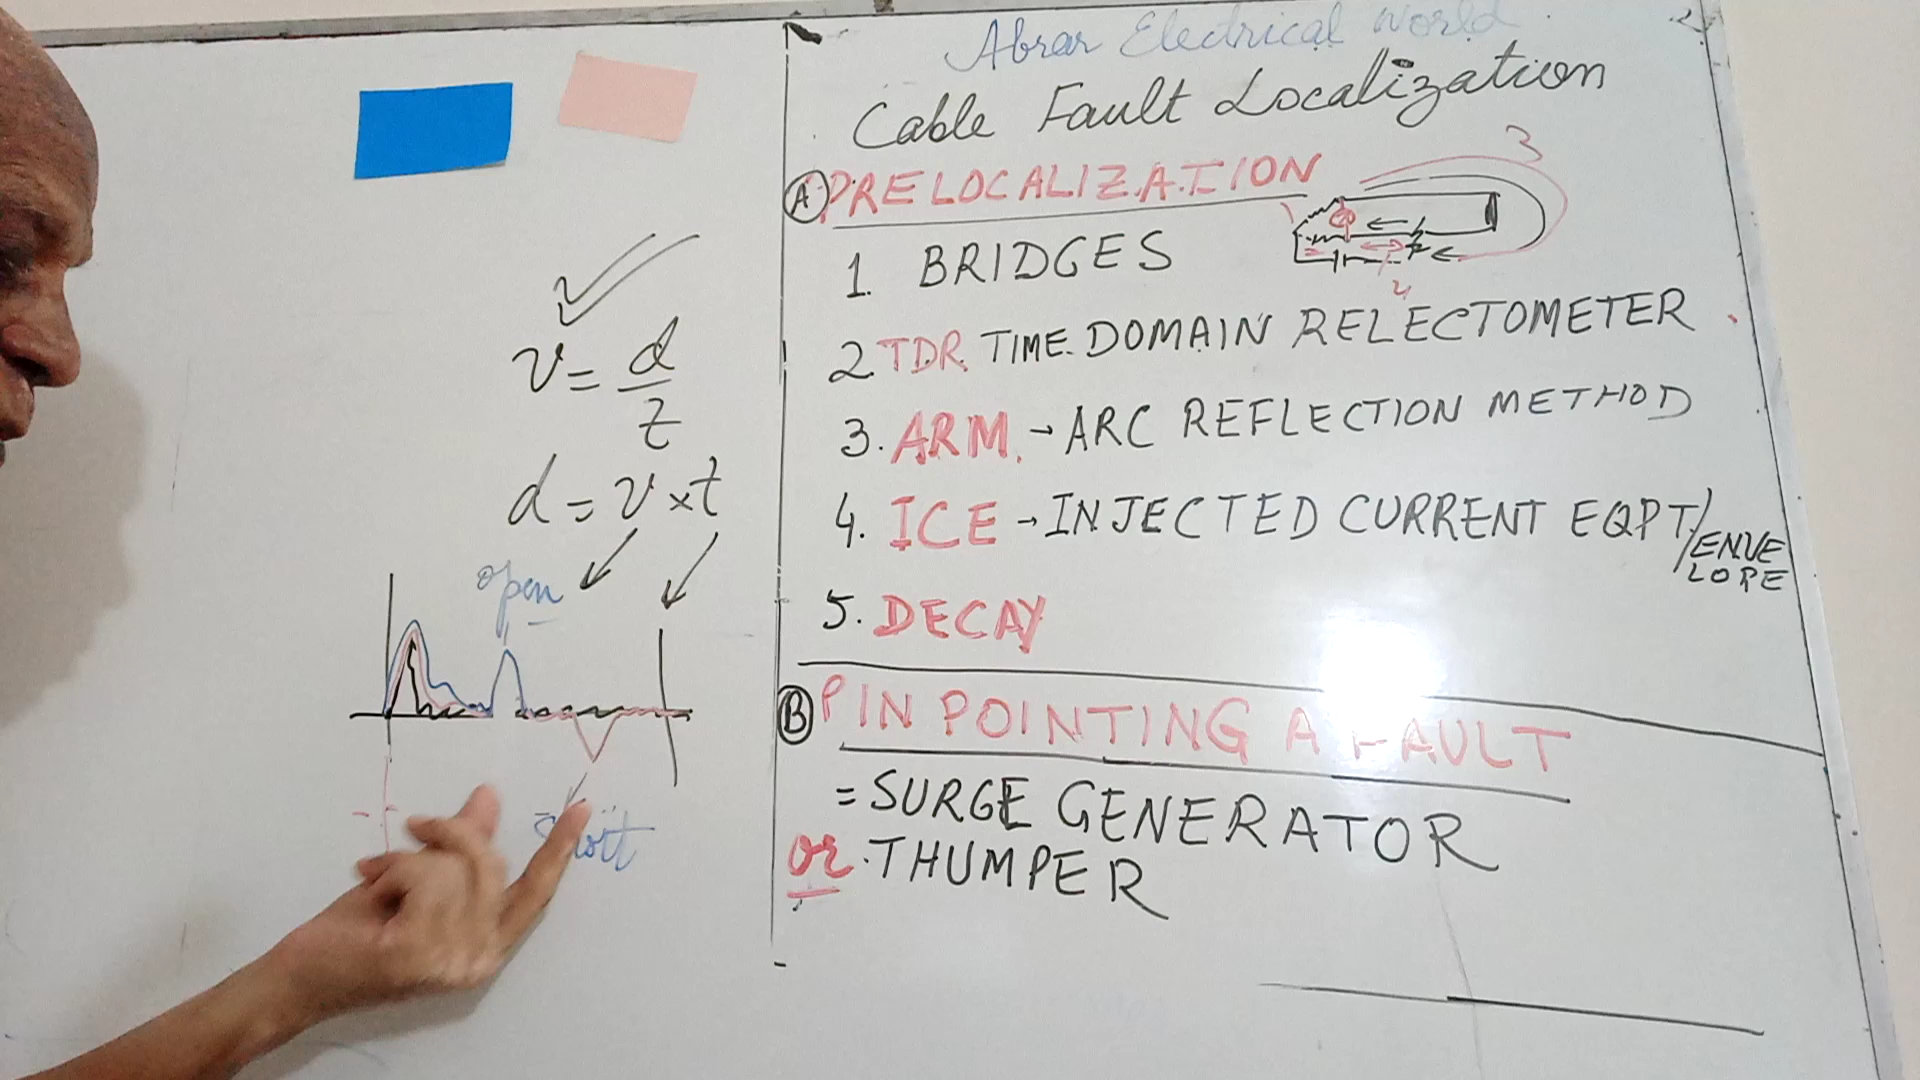 Abrar Electrical World
Cable Fault Localization
A PRELOCALIZATION
3
1. BRIDGES
2 TDR. TIME. DOMAIN RELECTOMETER
3. ARM. → ARC REFLECTION METHOD
4. ICE → INJECTED CURRENT EQPT/ENVE
LOPE
5. DECAY
B PIN POINTING A FAULT
= SURGE GENERATOR
or THUMPER
v = d
t
d = v × t
open
Short